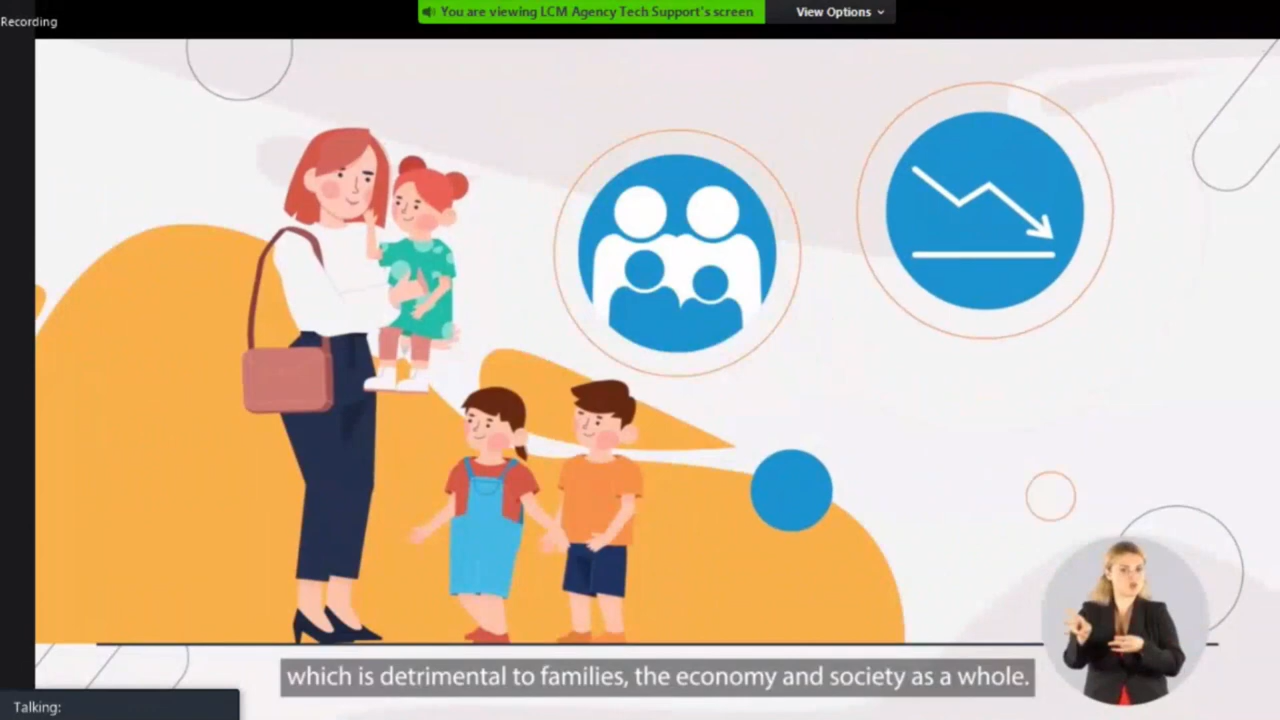 Recording
You are viewing LCM Agency Tech Support's screen
View Options
which is detrimental to families, the economy and society as a whole.
Talking: